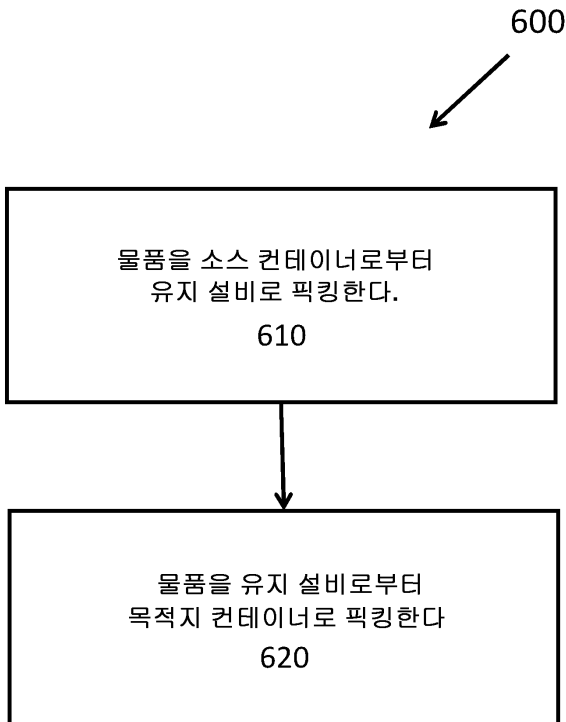 600
물품을 소스 컨테이너로부터
유지 설비로 픽킹한다.
610
물품을 유지 설비로부터
목적지 컨테이너로 픽킹한다
620